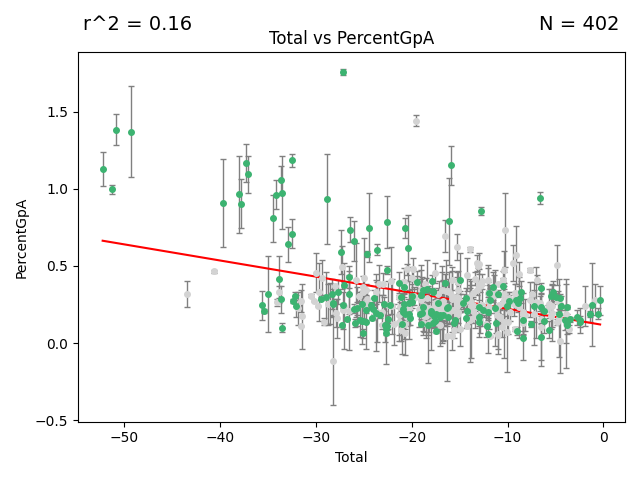 r^2 = 0.16
N = 402
Total vs PercentGpA
PercentGpA
1.5
1.0
0.5
0.0
−0.5
−50
−40
−30
−20
−10
0
Total